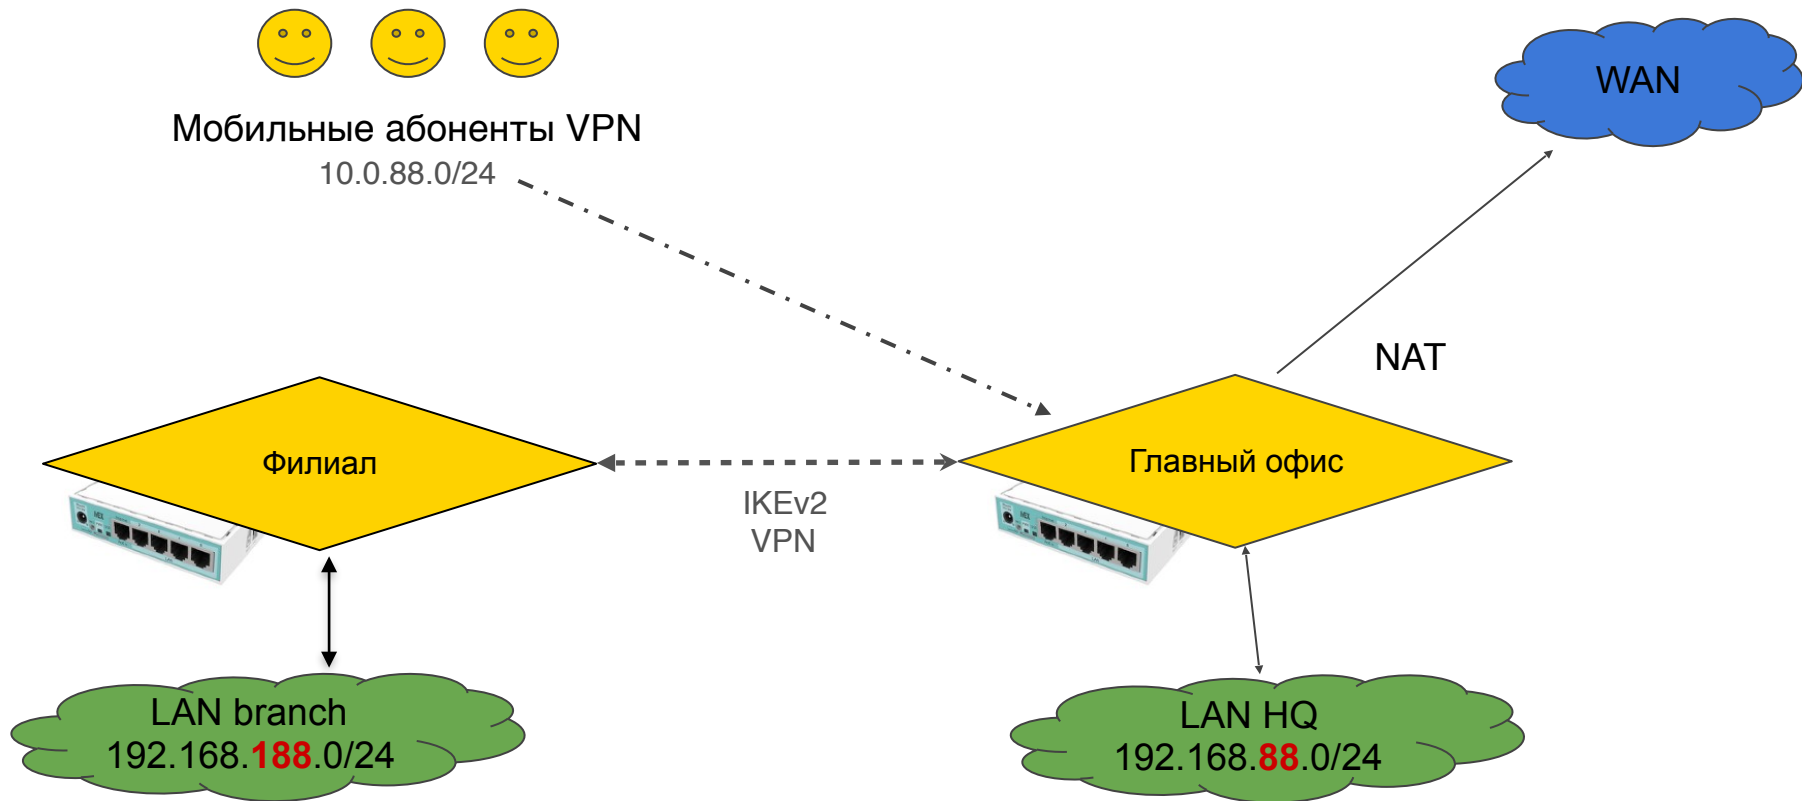 WAN
Мобильные абоненты VPN
10.0.88.0/24
NAT
Филиал
Главный офис
IKEv2
VPN
LAN branch
192.168.188.0/24
LAN HQ
192.168.88.0/24